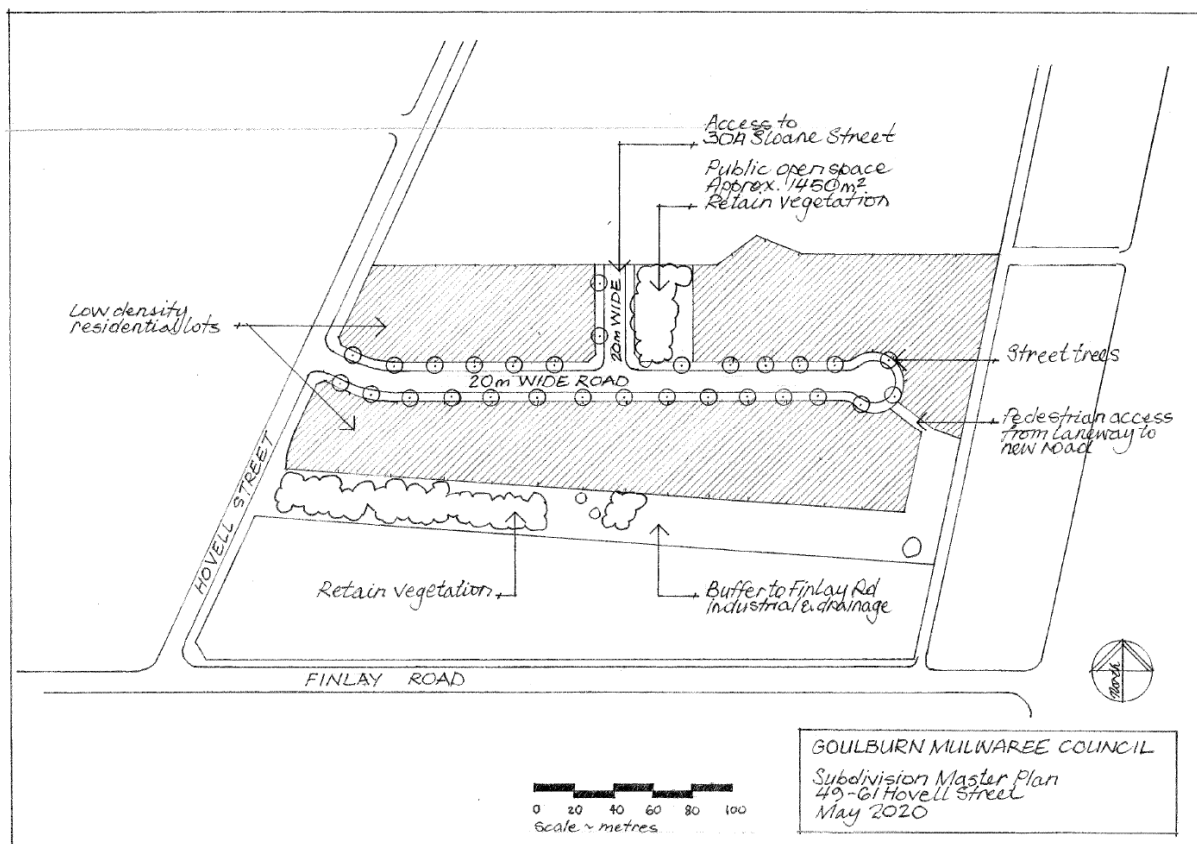 Access to
30A Sloane Street
Public open space
Approx. 1450m²
Retain vegetation
Low density
residential lots
20m WIDE
Street trees
20m WIDE ROAD
Pedestrian access
from laneway to
new road
HOVELL STREET
Retain vegetation
Buffer to Finlay Rd
industrial & drainage
FINLAY ROAD
North
GOULBURN MULWAREE COUNCIL
Subdivision Master Plan
49-61 Hovell Street
May 2020
0 20 40 60 80 100
Scale ~ metres